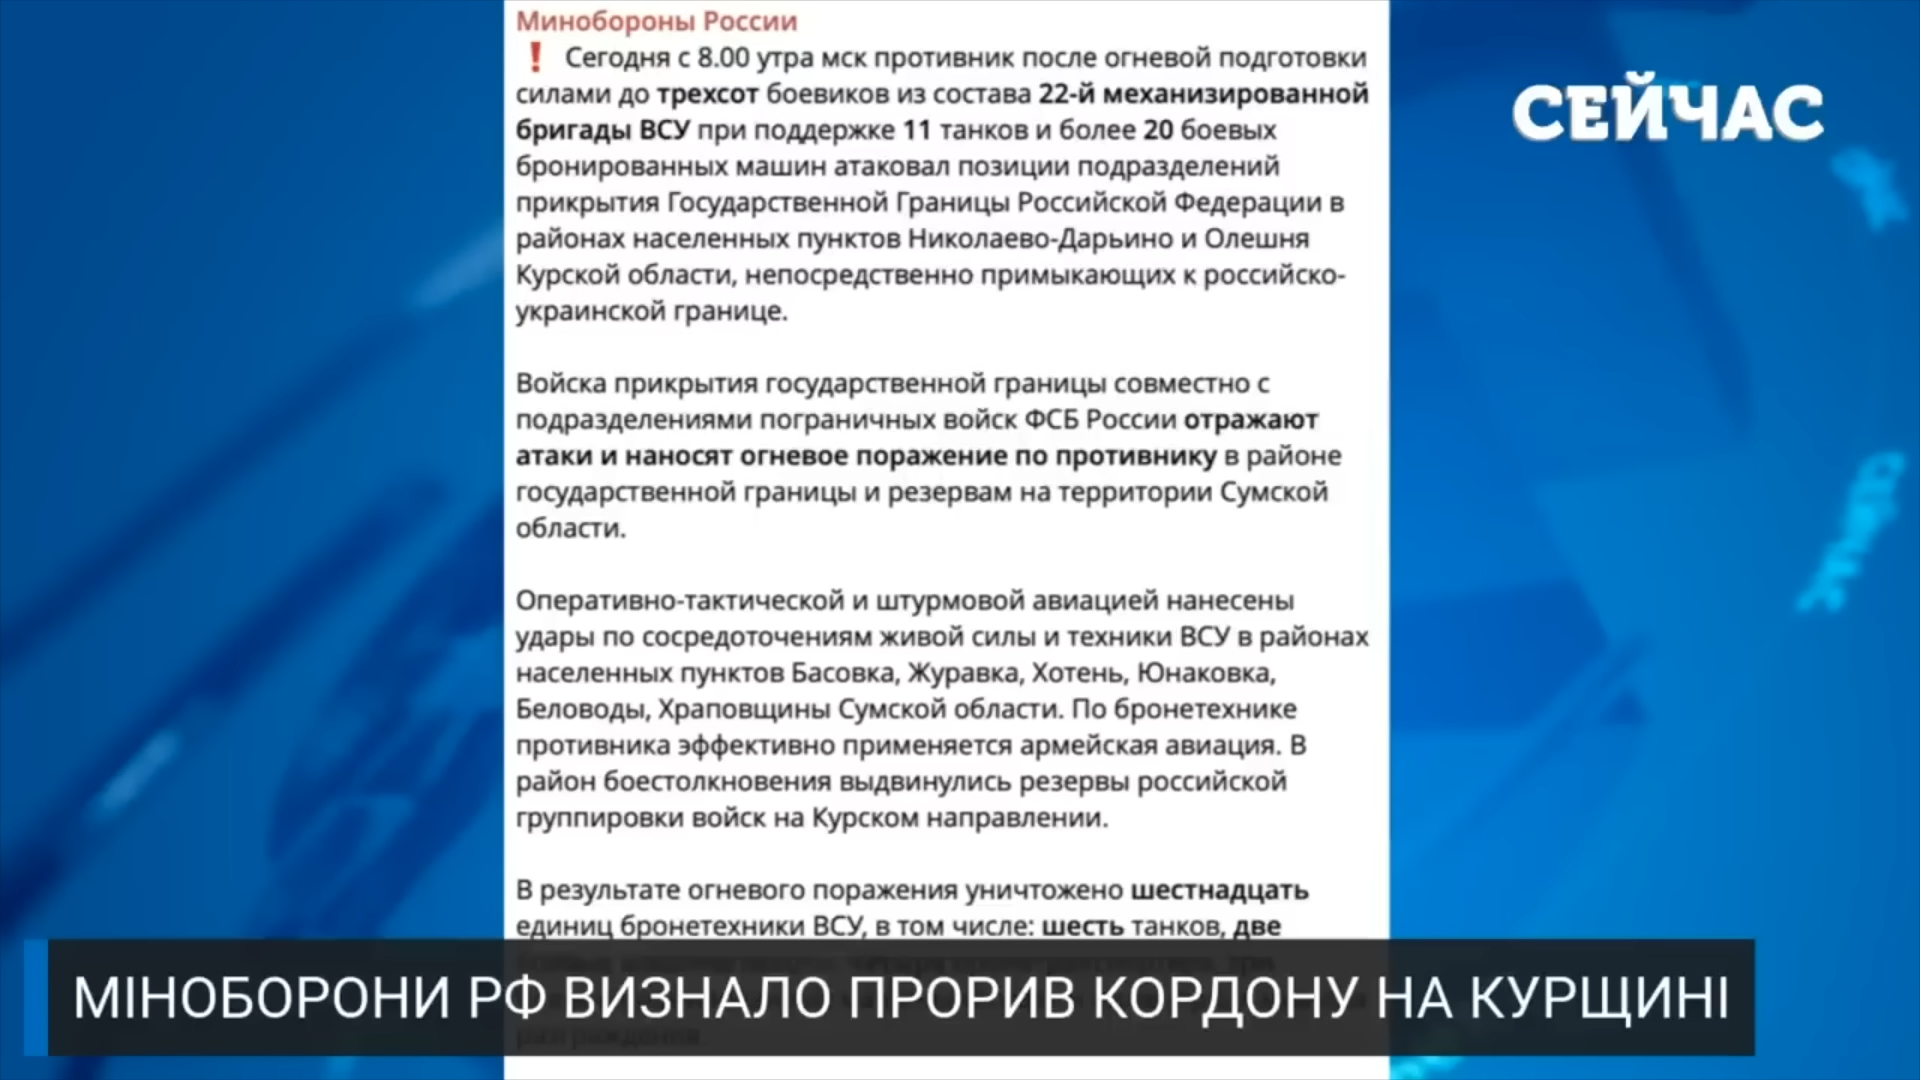 Минобороны России
❗ Сегодня с 8.00 утра мск противник после огневой подготовки
силами до трехсот боевиков из состава 22-й механизированной
бригады ВСУ при поддержке 11 танков и более 20 боевых
бронированных машин атаковал позиции подразделений
прикрытия Государственной Границы Российской Федерации в
районах населенных пунктов Николаево-Дарьино и Олешня
Курской области, непосредственно примыкающих к российско-
украинской границе.
Войска прикрытия государственной границы совместно с
подразделениями пограничных войск ФСБ России отражают
атаки и наносят огневое поражение по противнику в районе
государственной границы и резервам на территории Сумской
области.
Оперативно-тактической и штурмовой авиацией нанесены
удары по сосредоточениям живой силы и техники ВСУ в районах
населенных пунктов Басовка, Журавка, Хотень, Юнаковка,
Беловоды, Храповщины Сумской области. По бронетехнике
противника эффективно применяется армейская авиация. В
район боестолкновения выдвинулись резервы российской
группировки войск на Курском направлении.
В результате огневого поражения уничтожено шестнадцать
единиц бронетехники ВСУ, в том числе: шесть танков, две
СЕЙЧАС
МІНОБОРОНИ РФ ВИЗНАЛО ПРОРИВ КОРДОНУ НА КУРЩИНІ